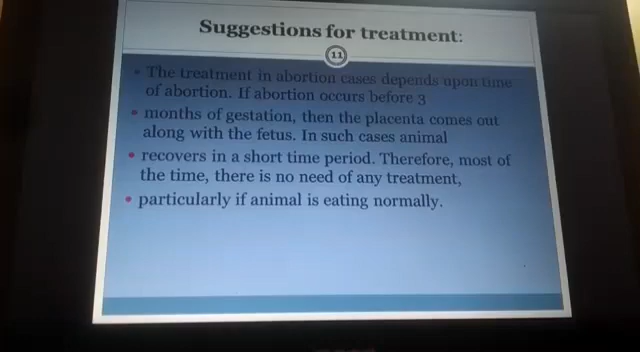 Suggestions for treatment:
11
• The treatment in abortion cases depends upon time
of abortion. If abortion occurs before 3
• months of gestation, then the placenta comes out
along with the fetus. In such cases animal
• recovers in a short time period. Therefore, most of
the time, there is no need of any treatment,
• particularly if animal is eating normally.